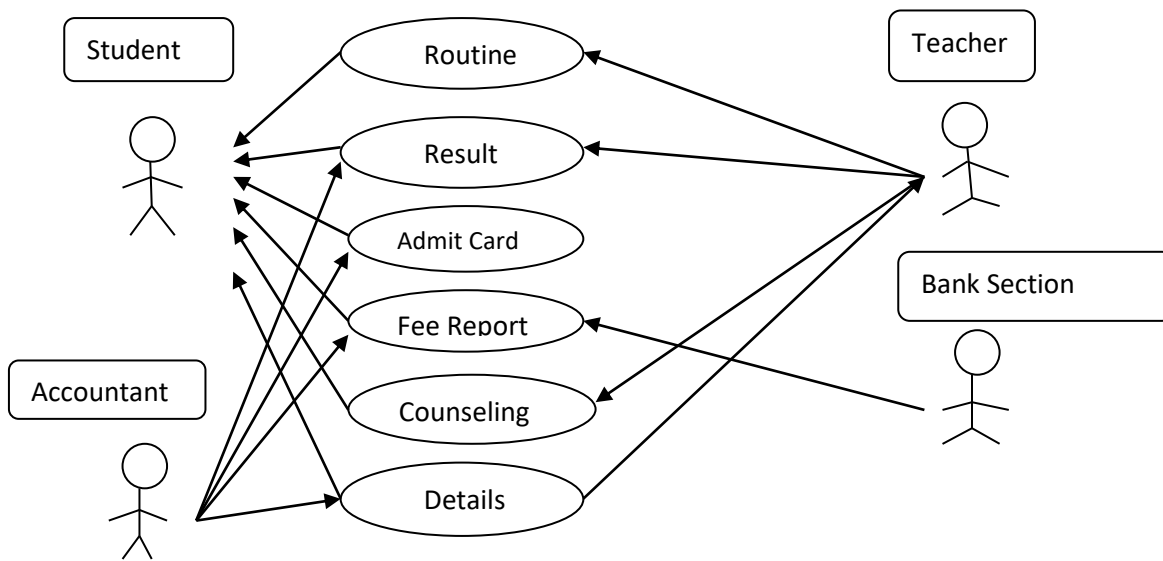 Student
Routine
Teacher
Result
Admit Card
Bank Section
Fee Report
Accountant
Counseling
Details